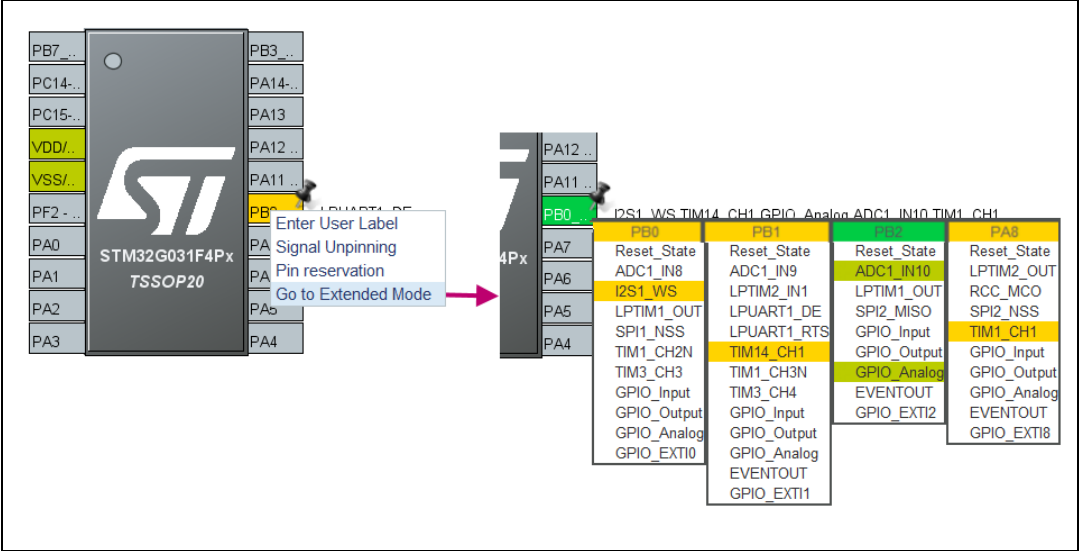 PB7_..
PC14-..
PC15-..
VDD/..
VSS/..
PF2 - ..
PA0
PA1
PA2
PA3
STM32G031F4Px
TSSOP20
PB3_..
PA14-..
PA13
PA12 ..
PA11 ..
PA5
PA4
Enter User Label
Signal Unpinning
Pin reservation
Go to Extended Mode
4Px
PA12 ..
PA11 ..
PB0_..
PA7
PA6
PA5
PA4
I2S1_WS,TIM14_CH1,GPIO_Analog,ADC1_IN10,TIM1_CH1
PB0
Reset_State
ADC1_IN8
I2S1_WS
LPTIM1_OUT
SPI1_NSS
TIM1_CH2N
TIM3_CH3
GPIO_Input
GPIO_Output
GPIO_Analog
GPIO_EXTI0
PB1
Reset_State
ADC1_IN9
LPTIM2_IN1
LPUART1_DE
LPUART1_RTS
TIM14_CH1
TIM1_CH3N
TIM3_CH4
GPIO_Input
GPIO_Output
GPIO_Analog
EVENTOUT
GPIO_EXTI1
PB2
Reset_State
ADC1_IN10
LPTIM1_OUT
SPI2_MISO
GPIO_Input
GPIO_Output
GPIO_Analog
EVENTOUT
GPIO_EXTI2
PA8
Reset_State
LPTIM2_OUT
RCC_MCO
SPI2_NSS
TIM1_CH1
GPIO_Input
GPIO_Output
GPIO_Analog
EVENTOUT
GPIO_EXTI8